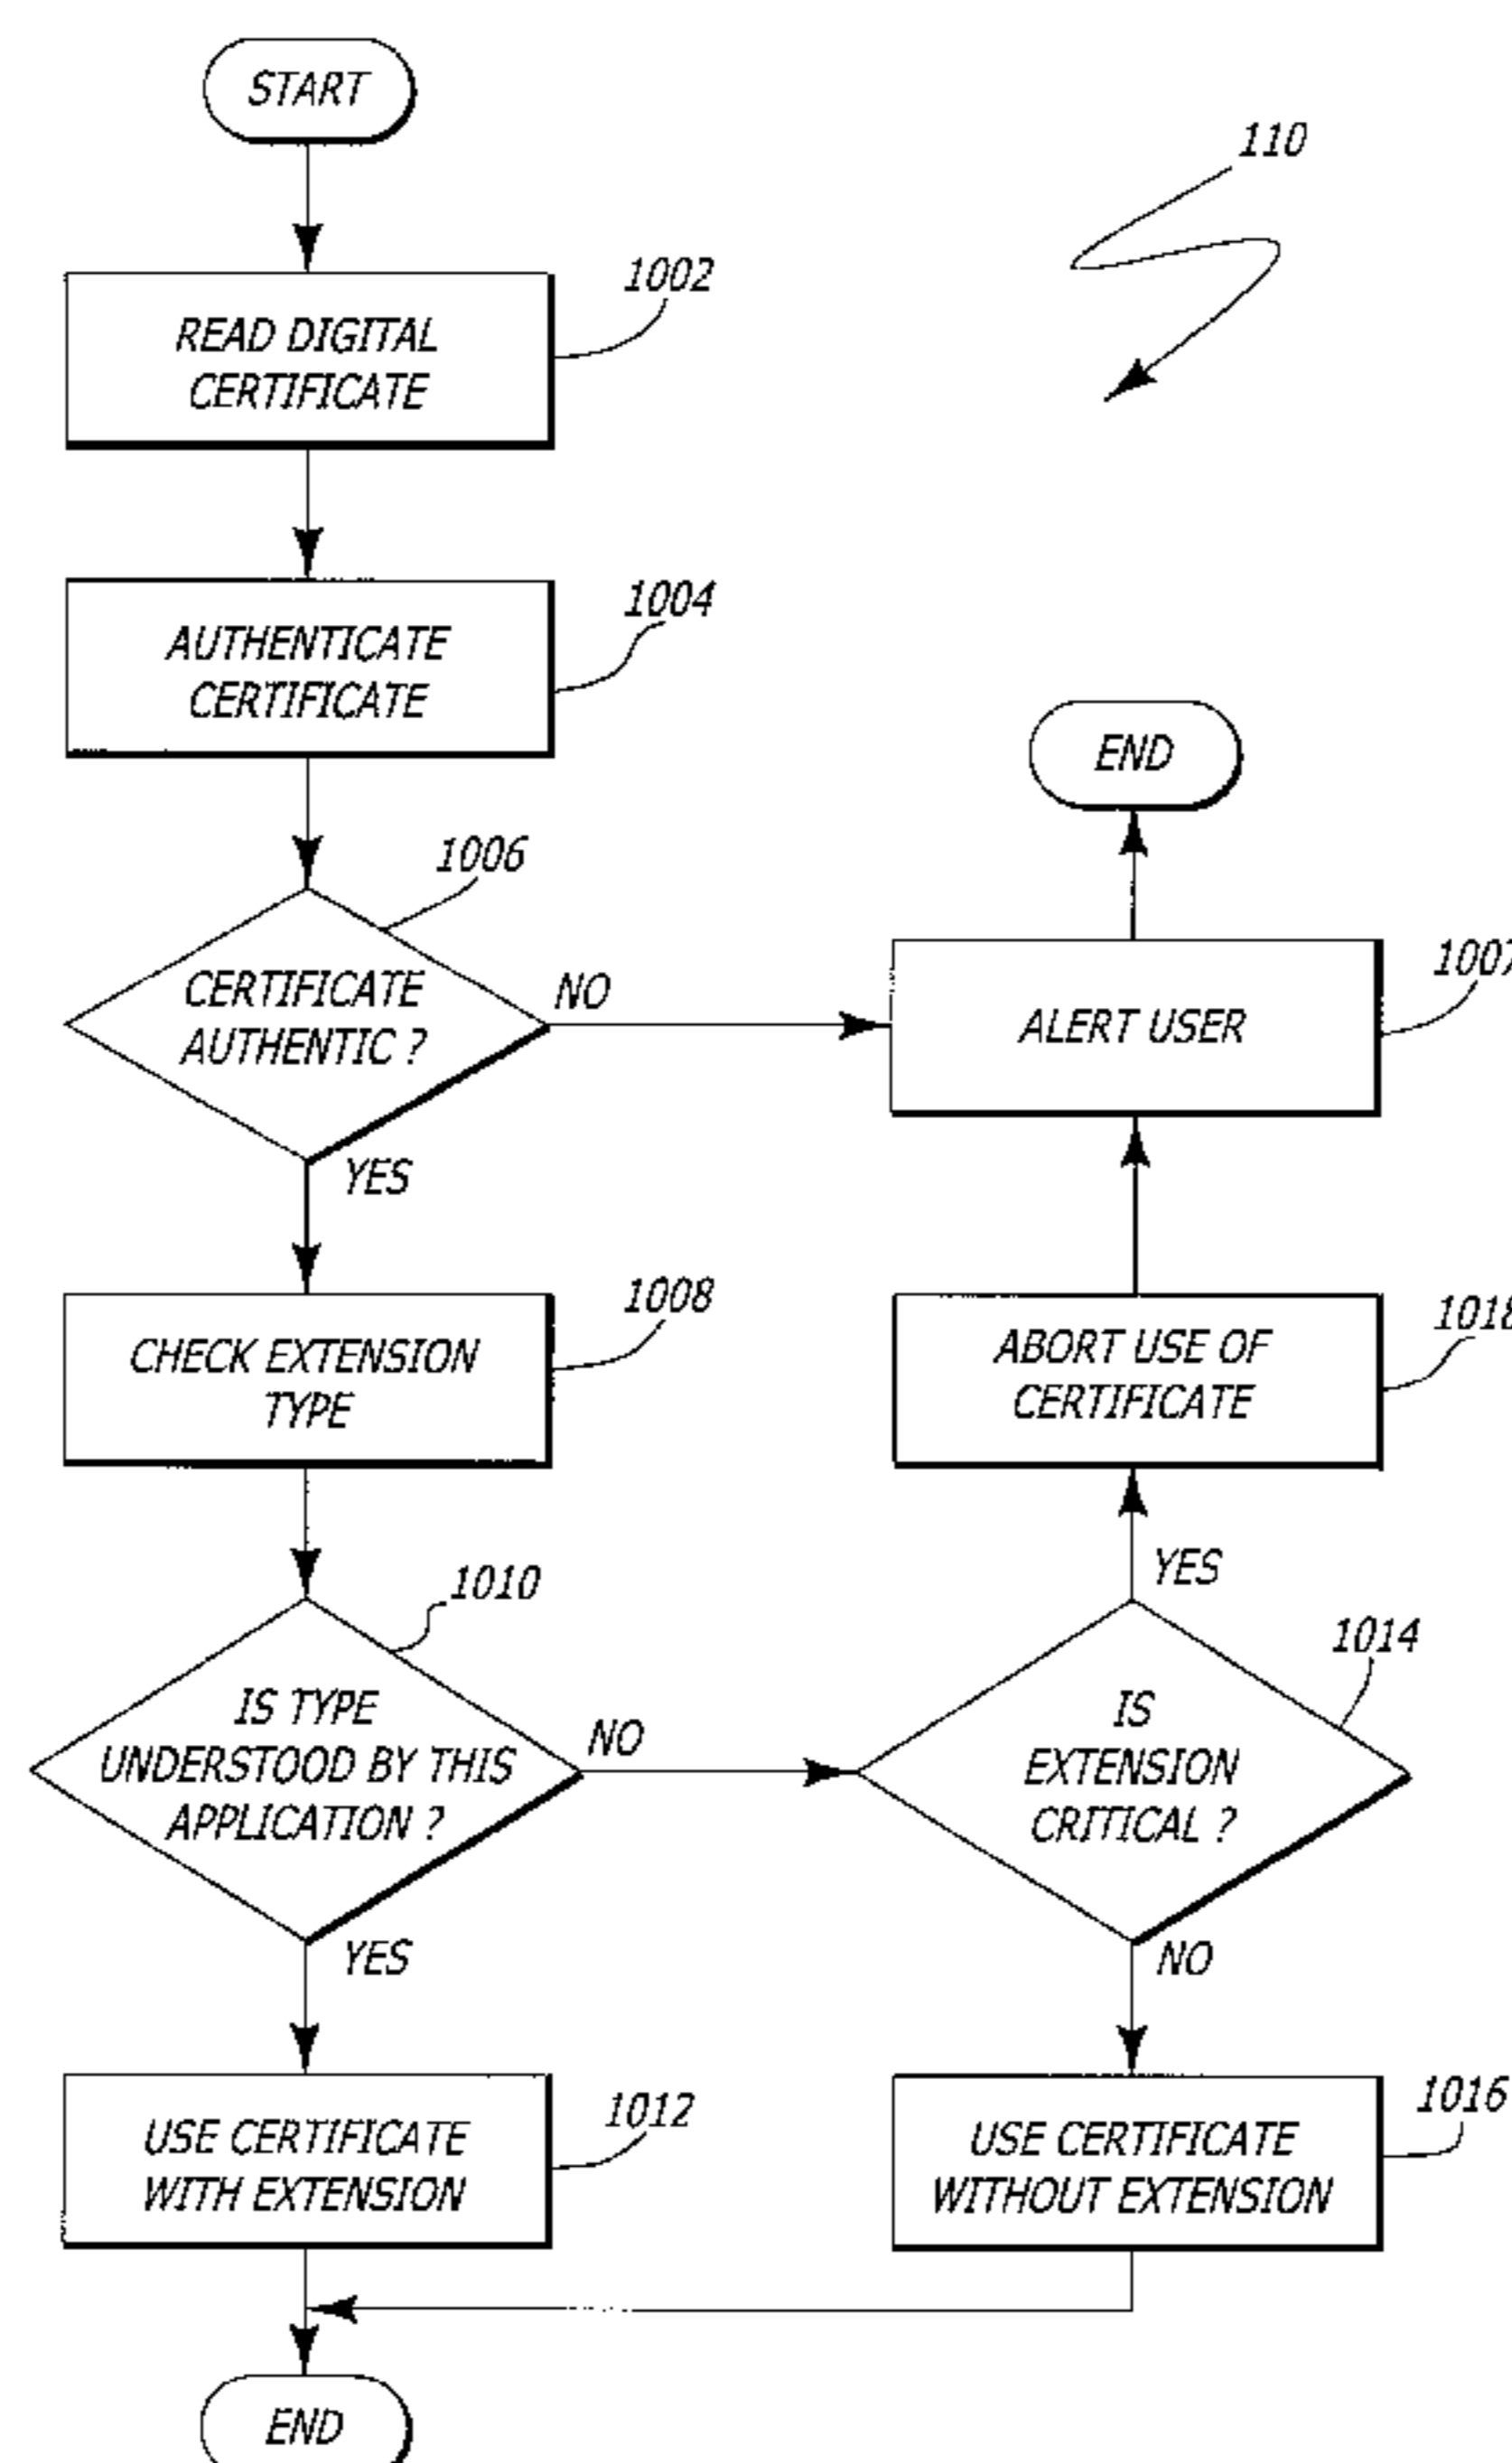 START
110
1002
READ DIGITAL
CERTIFICATE
1004
AUTHENTICATE
CERTIFICATE
END
1006
CERTIFICATE
AUTHENTIC ?
NO
YES
1007
ALERT USER
1008
CHECK EXTENSION
TYPE
1018
ABORT USE OF
CERTIFICATE
1010
IS TYPE
UNDERSTOOD BY THIS
APPLICATION ?
NO
YES
YES
1014
IS
EXTENSION
CRITICAL ?
NO
1012
USE CERTIFICATE
WITH EXTENSION
1016
USE CERTIFICATE
WITHOUT EXTENSION
END